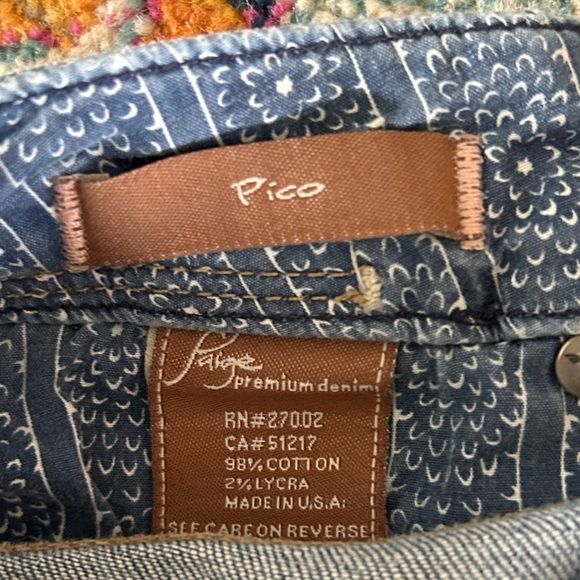 Pico
Paige
premium denim
RN#27002
CA#51217
98% COTTON
2% LYCRA
MADE IN U.S.A.
SEE CARE ON REVERSE